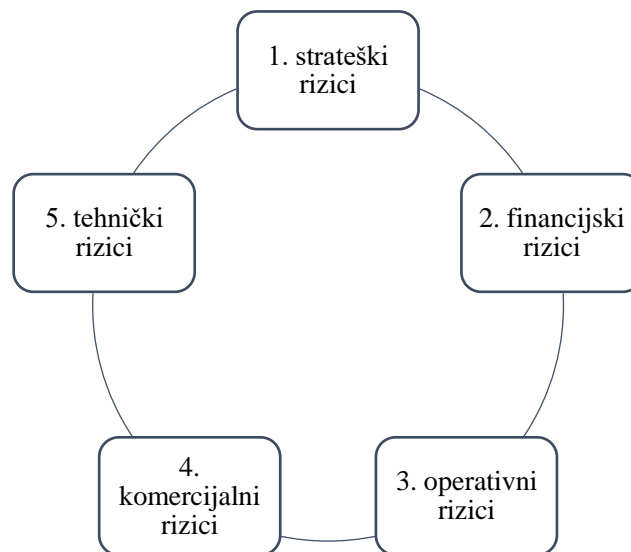 1. strateški
rizici
2. financijski
rizici
3. operativni
rizici
4.
komercijalni
rizici
5. tehnički
rizici